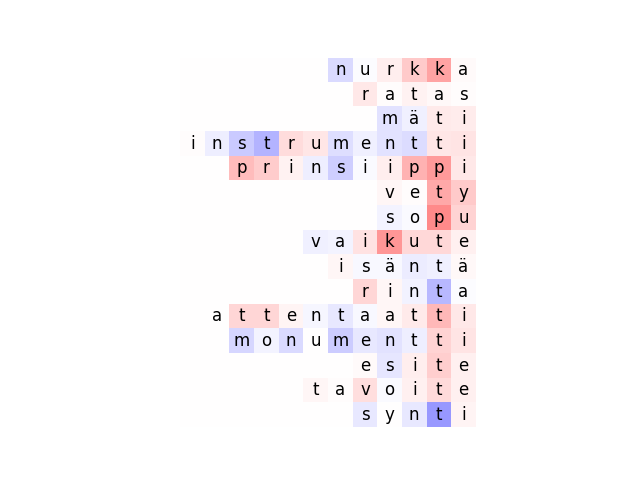 nurkka
ratas
mäti
instrumentti
prinsiippi
vety
sopu
vaikute
isäntä
rinta
attentaatti
monumentti
esite
tavoite
synti